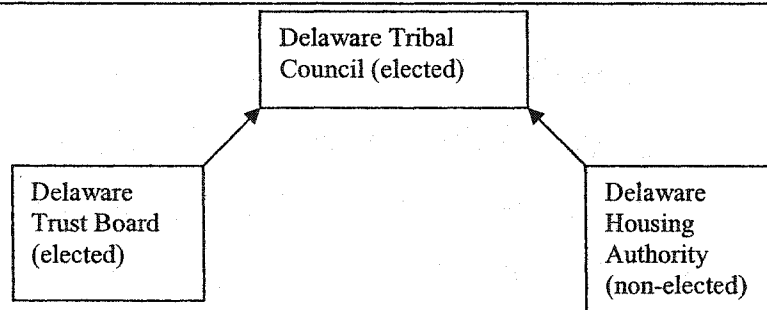 Delaware Tribal
Council (elected)
Delaware
Trust Board
(elected)
Delaware
Housing
Authority
(non-elected)